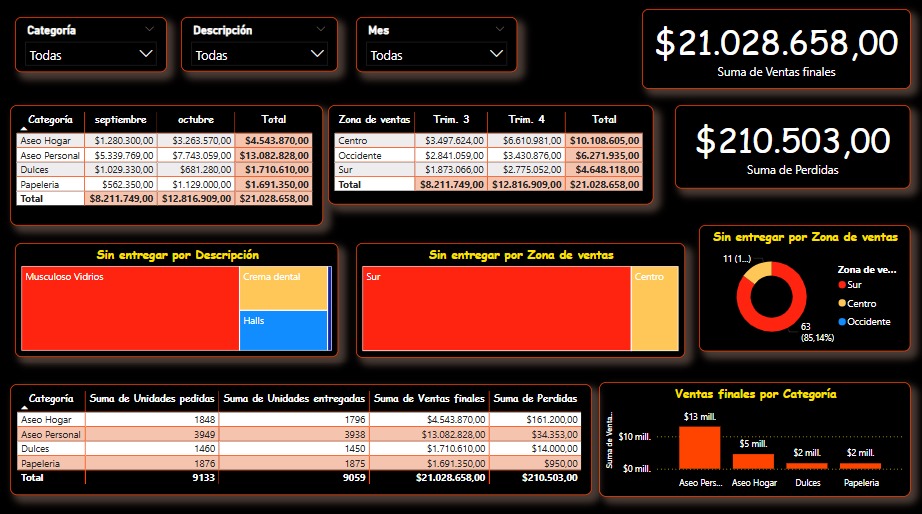 Categoría
Todas
Descripción
Todas
Mes
Todas
$21.028.658,00
Suma de Ventas finales
Categoría septiembre octubre Total
Aseo Hogar $1.280.300,00 $3.263.570,00 $4.543.870,00
Aseo Personal $5.339.769,00 $7.743.059,00 $13.082.828,00
Dulces $1.029.330,00 $681.280,00 $1.710.610,00
Papeleria $562.350,00 $1.129.000,00 $1.691.350,00
Total $8.211.749,00 $12.816.909,00 $21.028.658,00
Zona de ventas Trim. 3 Trim. 4 Total
Centro $3.497.624,00 $6.610.981,00 $10.108.605,00
Occidente $2.841.059,00 $3.430.876,00 $6.271.935,00
Sur $1.873.066,00 $2.775.052,00 $4.648.118,00
Total $8.211.749,00 $12.816.909,00 $21.028.658,00
$210.503,00
Suma de Perdidas
Sin entregar por Descripción
Musculoso Vidrios
Crema dental
Halls
Sin entregar por Zona de ventas
Sur
Centro
Sin entregar por Zona de ventas
11 (1...)
63
(85,14%)
Zona de ve...
Sur
Centro
Occidente
Categoría Suma de Unidades pedidas Suma de Unidades entregadas Suma de Ventas finales Suma de Perdidas
Aseo Hogar 1848 1796 $4.543.870,00 $161.200,00
Aseo Personal 3949 3938 $13.082.828,00 $34.353,00
Dulces 1460 1450 $1.710.610,00 $14.000,00
Papeleria 1876 1875 $1.691.350,00 $950,00
Total 9133 9059 $21.028.658,00 $210.503,00
Ventas finales por Categoría
Suma de Venta...
$10 mill.
$0 mill.
$13 mill.
$5 mill.
$2 mill.
$2 mill.
Aseo Pers...
Aseo Hogar
Dulces
Papeleria